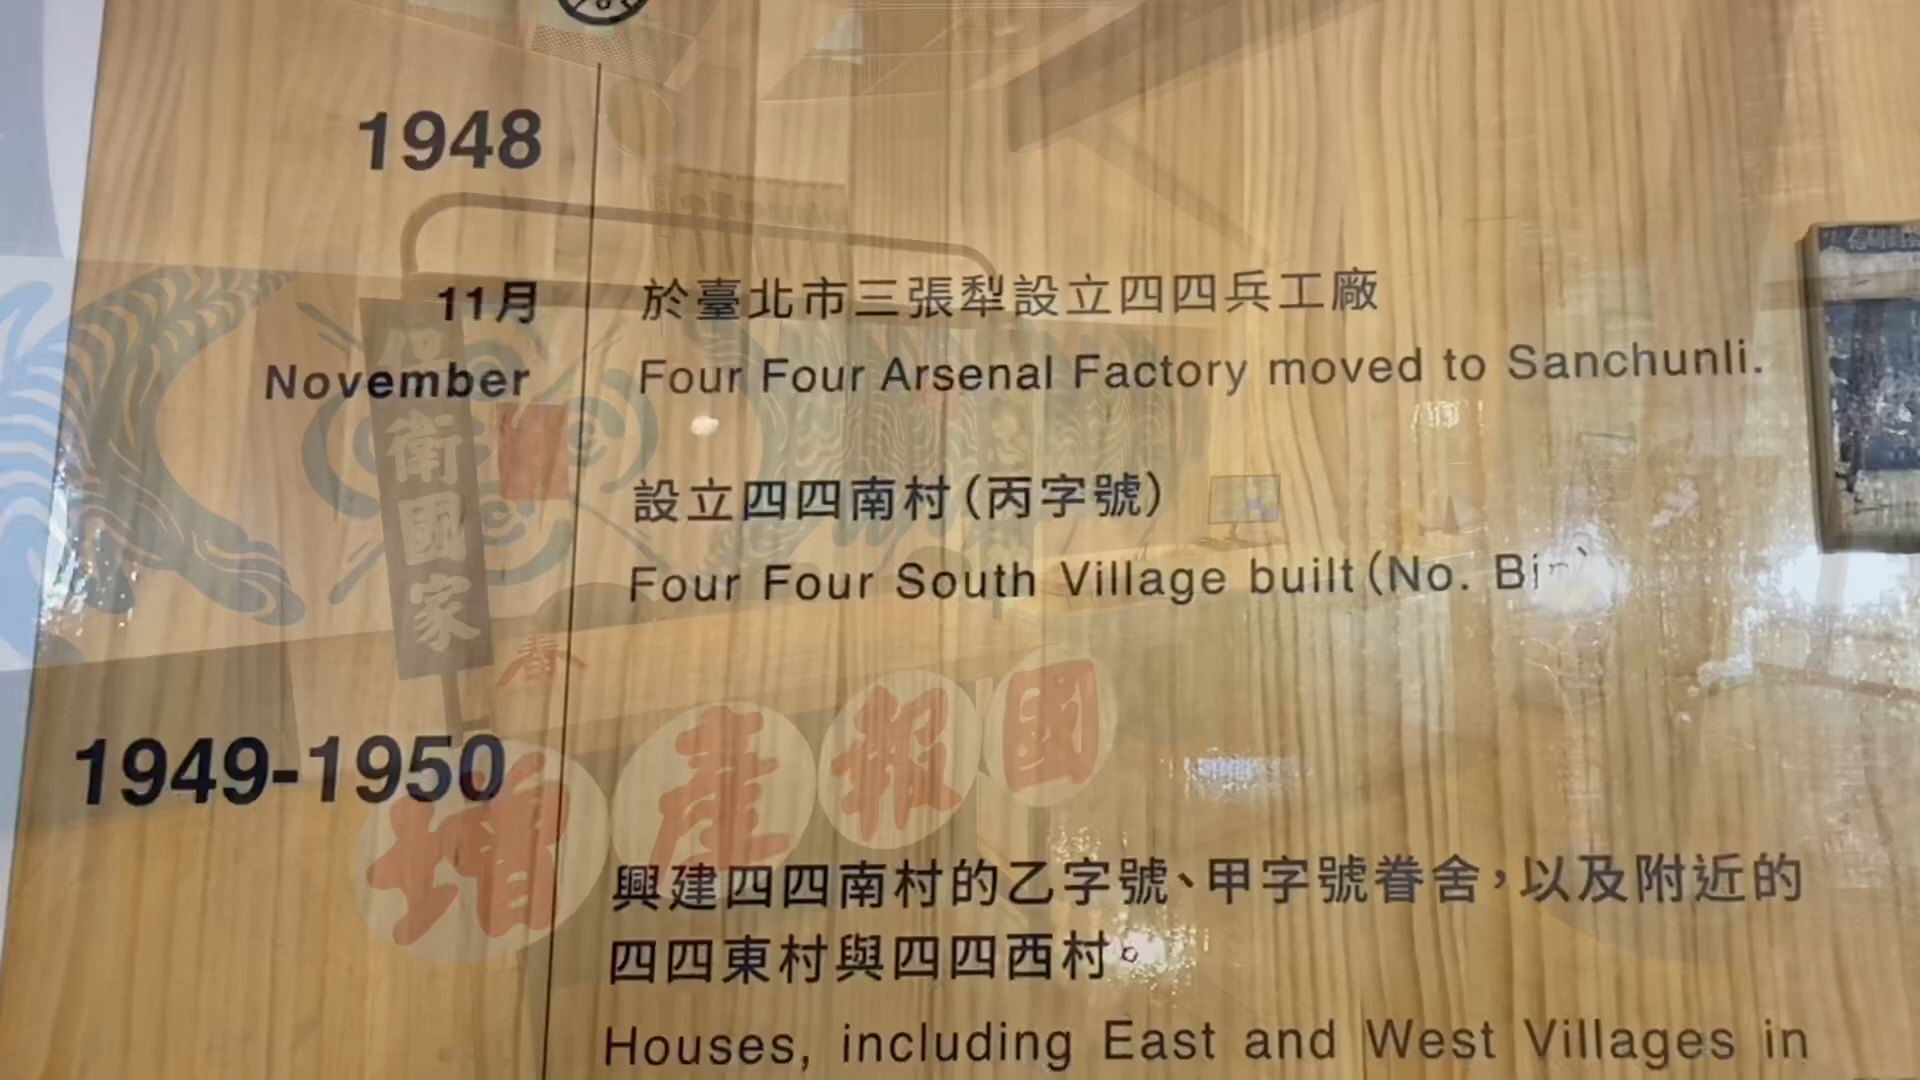 1948
11月
於臺北市三張犁設立四四兵工廠
November
Four Four Arsenal Factory moved to Sanchunli.
設立四四南村(丙字號)
Four Four South Village built(No.
保衛國家
春
增產報國
1949-1950
興建四四南村的乙字號、甲字號眷舍,以及附近的
四四東村與四四西村。
Houses, including East and West Villages in